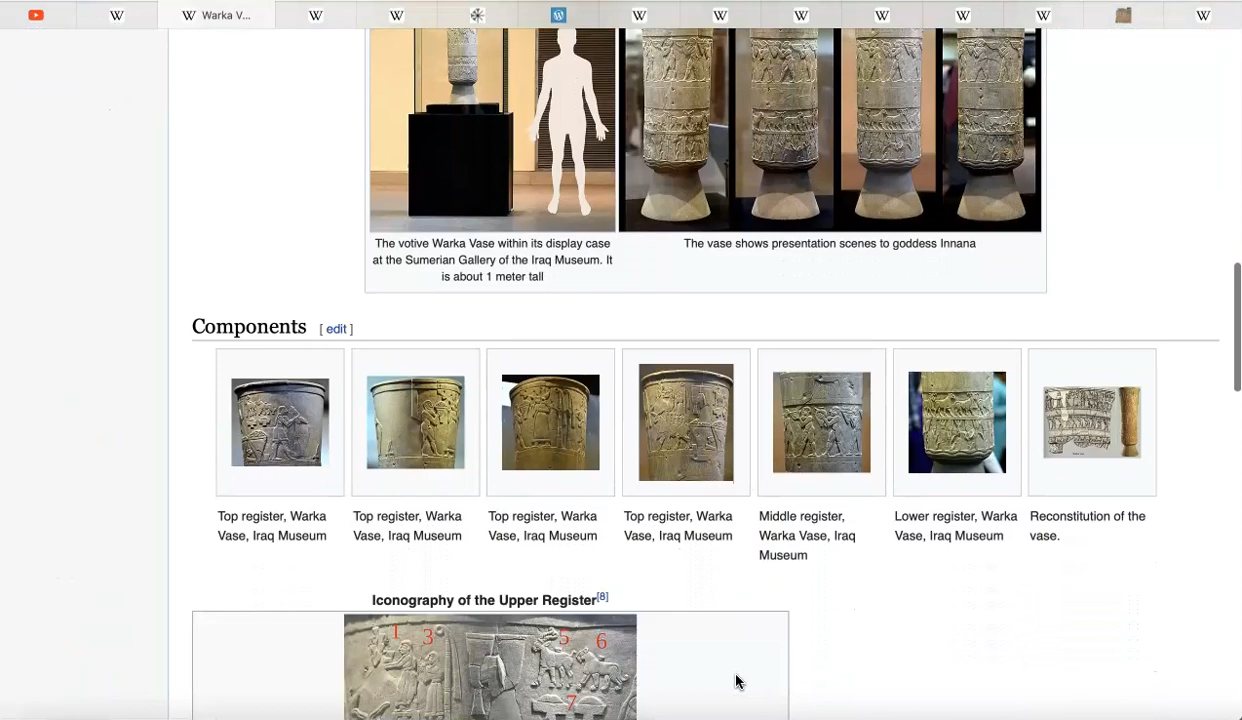 Warka V...
The votive Warka Vase within its display case
at the Sumerian Gallery of the Iraq Museum. It
is about 1 meter tall
The vase shows presentation scenes to goddess Innana
Components [ edit ]
Top register, Warka
Vase, Iraq Museum
Top register, Warka
Vase, Iraq Museum
Top register, Warka
Vase, Iraq Museum
Top register, Warka
Vase, Iraq Museum
Middle register,
Warka Vase, Iraq
Museum
Lower register, Warka
Vase, Iraq Museum
Reconstitution of the
vase.
Iconography of the Upper Register[8]
1 3 5 6
7